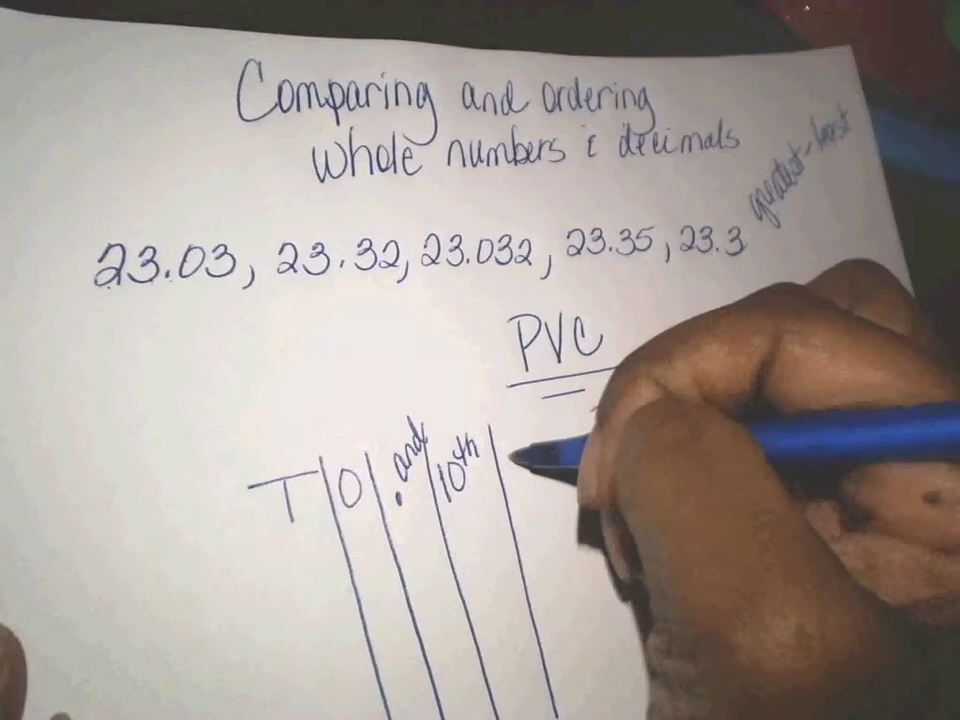 Comparing and ordering
whole numbers & decimals
greatest - least
23.03, 23.32, 23.032, 23.35, 23.3
PVC
T O . and 10th